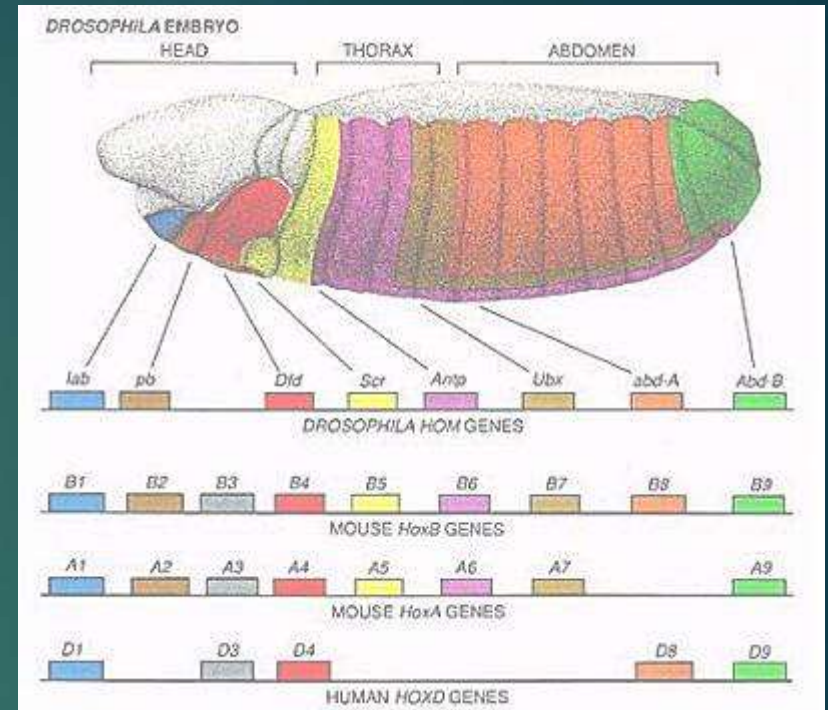 DROSOPHILA EMBRYO
HEAD THORAX ABDOMEN
lab pb Dfd Scr Antp Ubx abd-A Abd-B
DROSOPHILA HOM GENES
B1 B2 B3 B4 B5 B6 B7 B8 B9
MOUSE HoxB GENES
A1 A2 A3 A4 A5 A6 A7 A9
MOUSE HoxA GENES
D1 D3 D4 D8 D9
HUMAN HOXD GENES